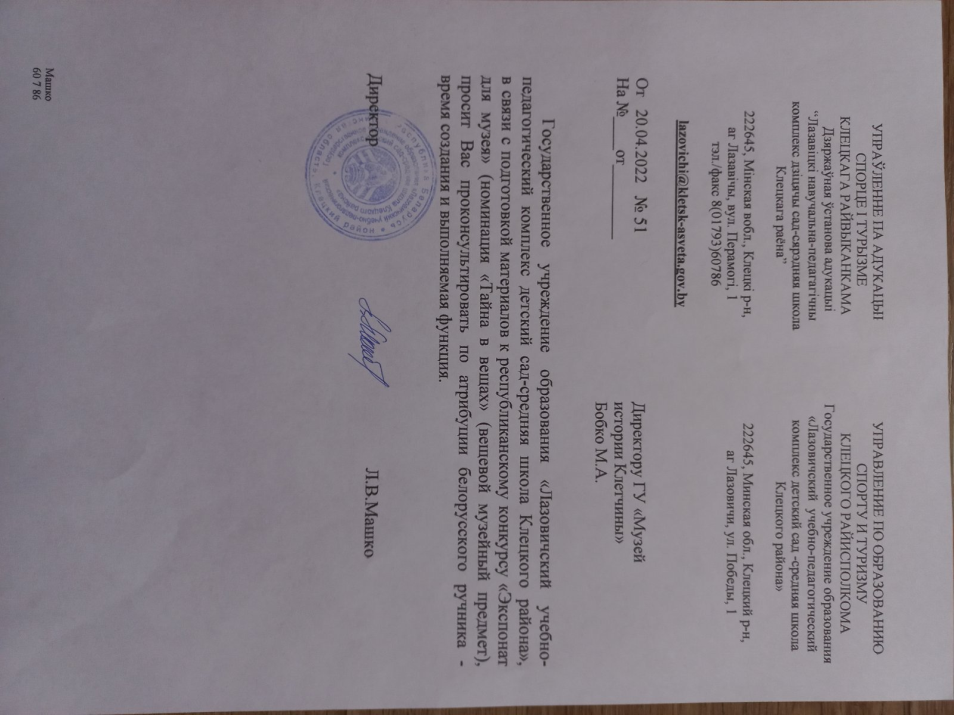 УПРАЎЛЕННЕ ПА АДУКАЦЫІ
СПОРЦЕ І ТУРЫЗМЕ
КЛЕЦКАГА РАЙВЫКАНКАМА
Дзяржаўная ўстанова адукацыі
“Лазавіцкі навучальна-педагагічны
комплекс дзіцячы сад-сярэдняя школа
Клецкага раёна”
222645, Мінская вобл., Клецкі р-н,
аг Лазавічы, вул. Перамогі, 1
тэл./факс 8(01793)60786
lazovichi@kletsk-asveta.gov.by
УПРАВЛЕНИЕ ПО ОБРАЗОВАНИЮ
СПОРТУ И ТУРИЗМУ
КЛЕЦКОГО РАЙИСПОЛКОМА
Государственное учреждение образования
«Лазовичский учебно-педагогический
комплекс детский сад -средняя школа
Клецкого района»
222645, Минская обл., Клецкий р-н,
аг Лазовичи, ул. Победы, 1
От 20.04.2022 № 51
На №____ от________
Директору ГУ «Музей
истории Клетчины»
Бобко М.А.
Государственное учреждение образования «Лазовичский учебно-
педагогический комплекс детский сад-средняя школа Клецкого района»,
в связи с подготовкой материалов к республиканскому конкурсу «Экспонат
для музея» (номинация «Тайна в вещах» (вещевой музейный предмет),
просит Вас проконсультировать по атрибуции белорусского ручника -
время создания и выполняемая функция.
Директор Л.В.Машко
Машко
60 7 86